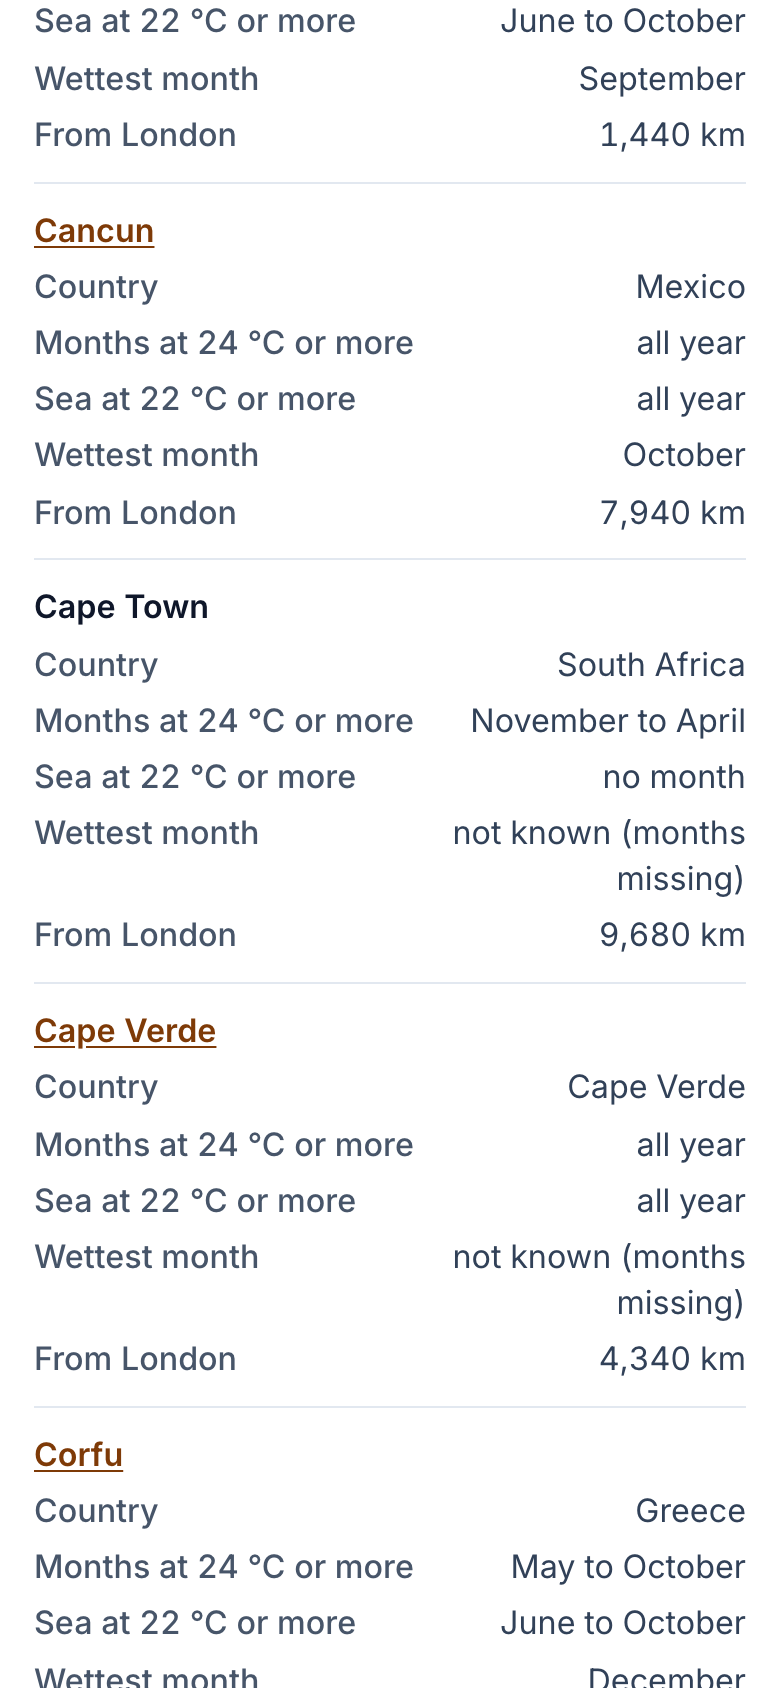 Sea at 22 °C or more June to October
Wettest month September
From London 1,440 km
Cancun
Country Mexico
Months at 24 °C or more all year
Sea at 22 °C or more all year
Wettest month October
From London 7,940 km
Cape Town
Country South Africa
Months at 24 °C or more November to April
Sea at 22 °C or more no month
Wettest month not known (months
missing)
From London 9,680 km
Cape Verde
Country Cape Verde
Months at 24 °C or more all year
Sea at 22 °C or more all year
Wettest month not known (months
missing)
From London 4,340 km
Corfu
Country Greece
Months at 24 °C or more May to October
Sea at 22 °C or more June to October
Wettest month December